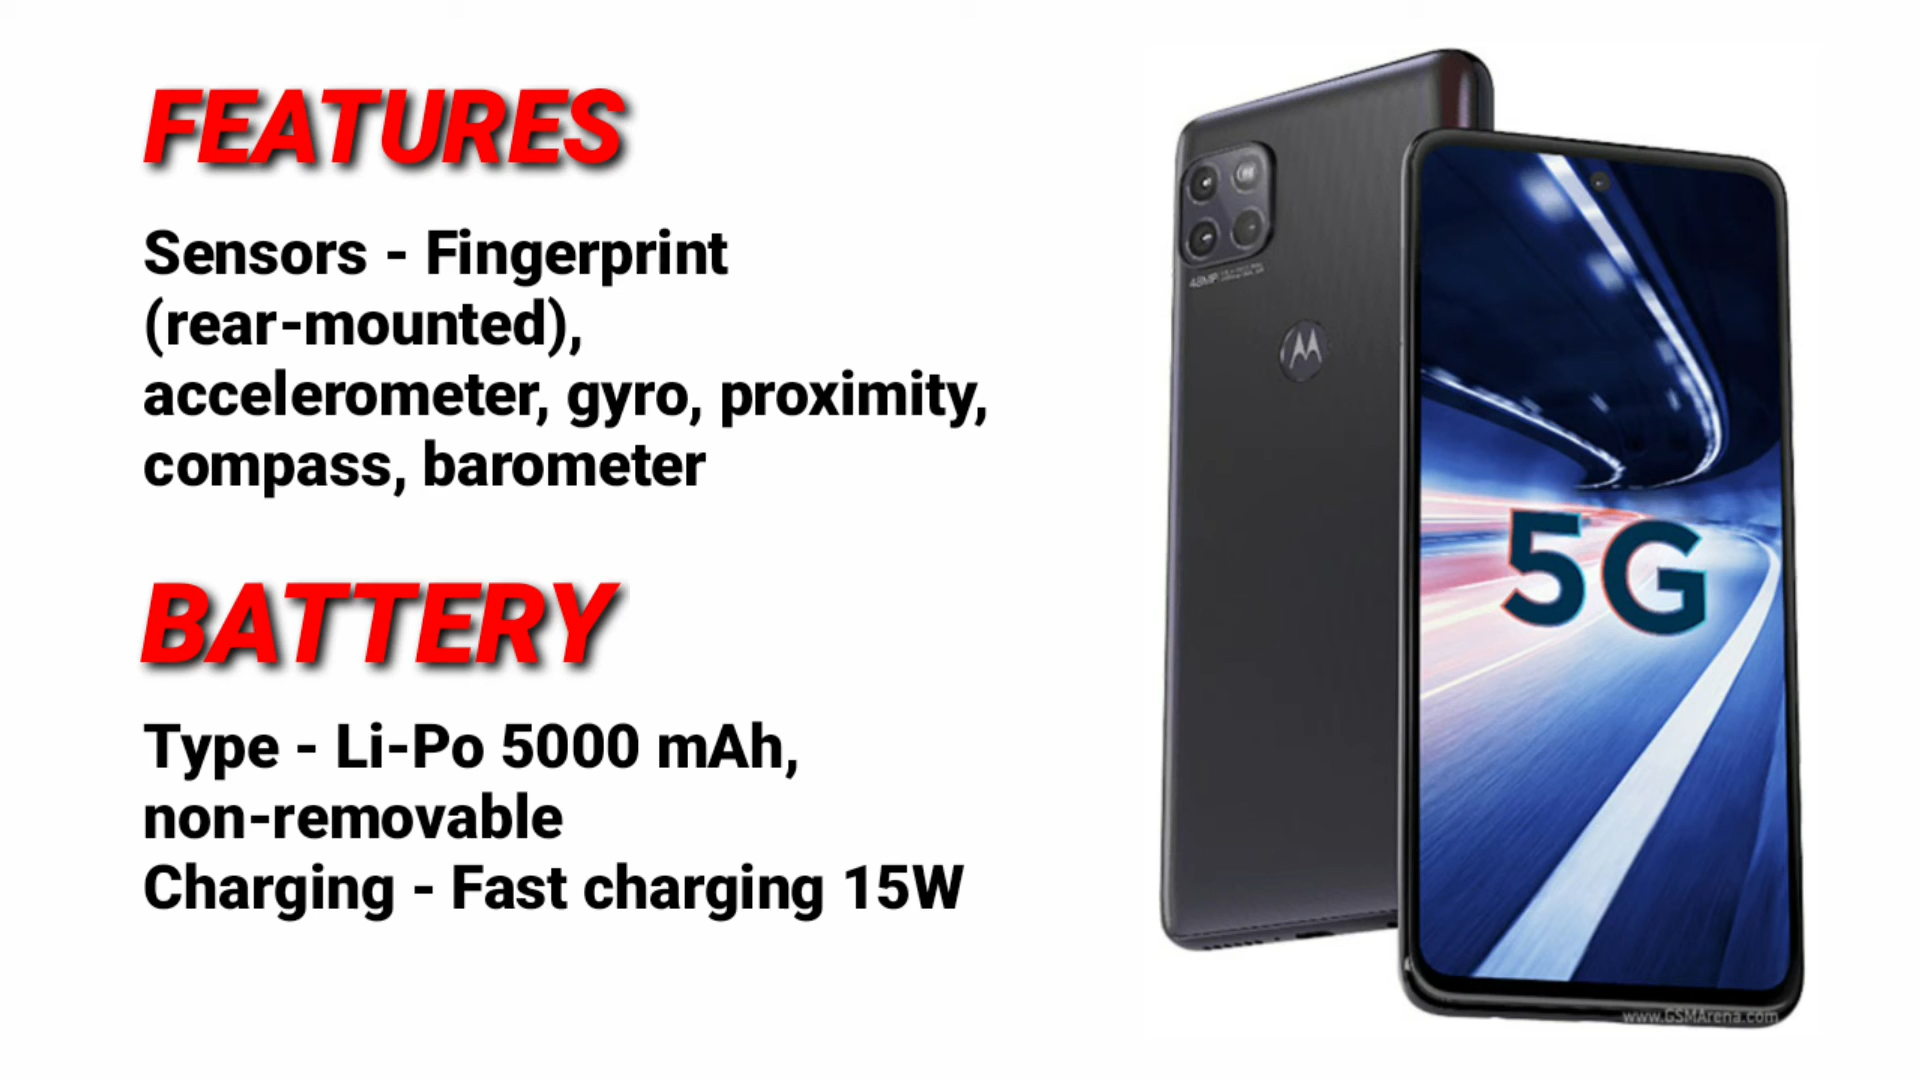 FEATURES
Sensors - Fingerprint
(rear-mounted),
accelerometer, gyro, proximity,
compass, barometer
BATTERY
Type - Li-Po 5000 mAh,
non-removable
Charging - Fast charging 15W
48MP
5G
www.GSMArena.com